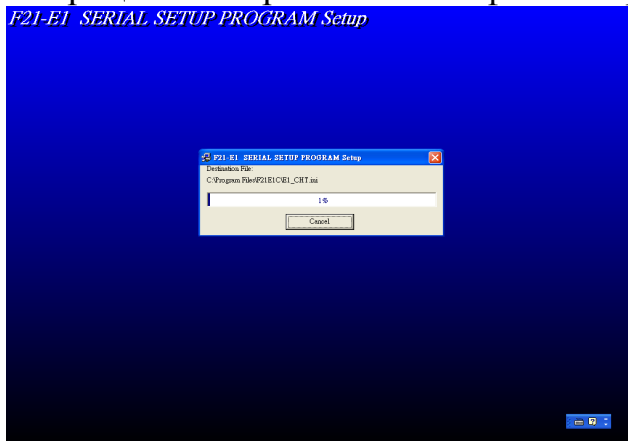 F21-E1 SERIAL SETUP PROGRAM Setup
F21-E1 SERIAL SETUP PROGRAM Setup
Destination File:
C:\Program Files\F21E1C\E1_CHT.ini
1%
Cancel